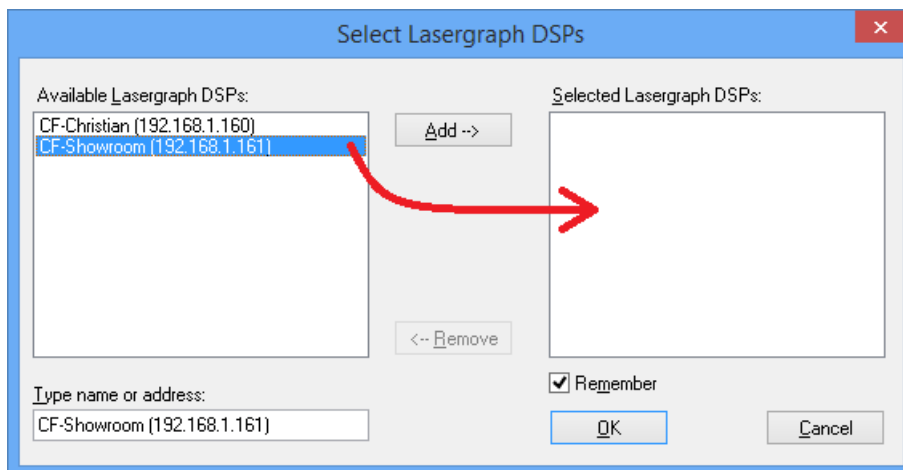 Select Lasergraph DSPs
Available Lasergraph DSPs:
CF-Christian (192.168.1.160)
CF-Showroom (192.168.1.161)
Add -->
<-- Remove
Type name or address:
CF-Showroom (192.168.1.161)
Selected Lasergraph DSPs:
Remember
OK
Cancel